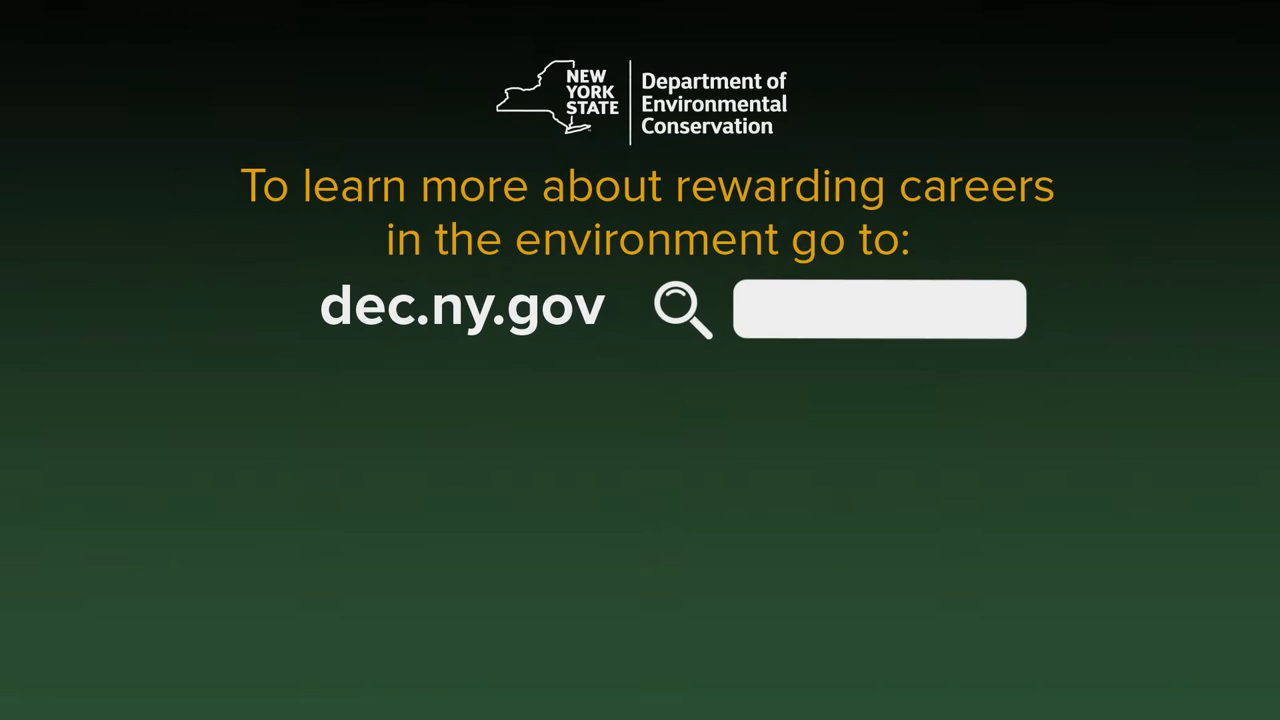 NEW
YORK
STATE
Department of
Environmental
Conservation
To learn more about rewarding careers
in the environment go to:
dec.ny.gov